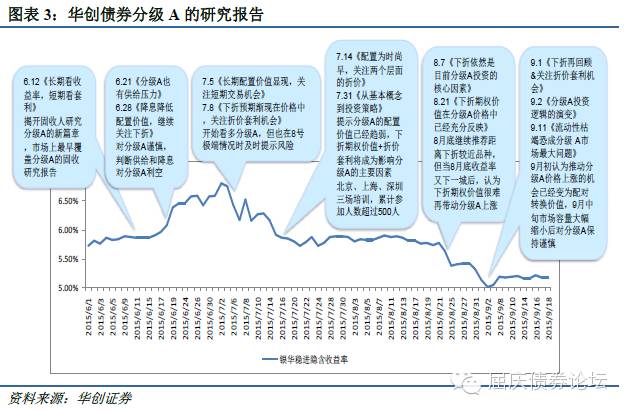 图表 3：华创债券分级 A 的研究报告
6.12《长期看收
益率，短期看套
利》
揭开固收人研究
分级A的新篇章
，市场上最早覆
盖分级A的固收
研究报告
6.21《分级A也
有供给压力》
6.28《降息降低
配置价值，继续
关注下折》
对分级A谨慎，
判断供给和降息
对分级A利空
7.5《长期配置价值显现，关
注短期交易机会》
7.8《下折预期渐现在价格中
，关注折价套利机会》
开始看多分级A，但也在8号
极端情况及时提示风险
7.14《配置为时尚
早，关注两个层面
的折价》
7.31《从基本概念
到投资策略》
提示分级A的配置
价值已经趋弱，下
折期权价值+折价
套利将成为影响分
级A的主要因素
北京、上海、深圳
三场培训，累计参
加人数超过500人
8.7《下折依然是
目前分级A投资的
核心因素》
8.21《下折期权价
值在分级A价格中
已经充分反映》
8月底继续推荐距
离下折较近品种，
但当8月底收益率
又下一城后，认为
下折期权价值很难
再带动分级A上涨
9.1《下折再回顾
&关注折价套利机
会》
9.2《分级A投资
逻辑的演变》
9.11《流动性枯
竭恐成分级 A市
场最大问题》
9月初认为推动分
级A价格上涨的机
会已经变为配对
转换价值，9月中
旬市场容量大幅
缩小后对分级A保
持谨慎
6.50%
6.00%
5.50%
5.00%
2015/6/1
2015/6/3
2015/6/5
2015/6/9
2015/6/11
2015/6/15
2015/6/17
2015/6/19
2015/6/24
2015/6/26
2015/6/30
2015/7/2
2015/7/6
2015/7/8
2015/7/10
2015/7/14
2015/7/16
2015/7/20
2015/7/22
2015/7/24
2015/7/28
2015/7/30
2015/8/3
2015/8/5
2015/8/7
2015/8/11
2015/8/13
2015/8/17
2015/8/19
2015/8/21
2015/8/25
2015/8/27
2015/8/31
2015/9/2
2015/9/8
2015/9/10
2015/9/14
2015/9/16
2015/9/18
银华稳进隐含收益率
资料来源：华创证券
屈庆债券论坛